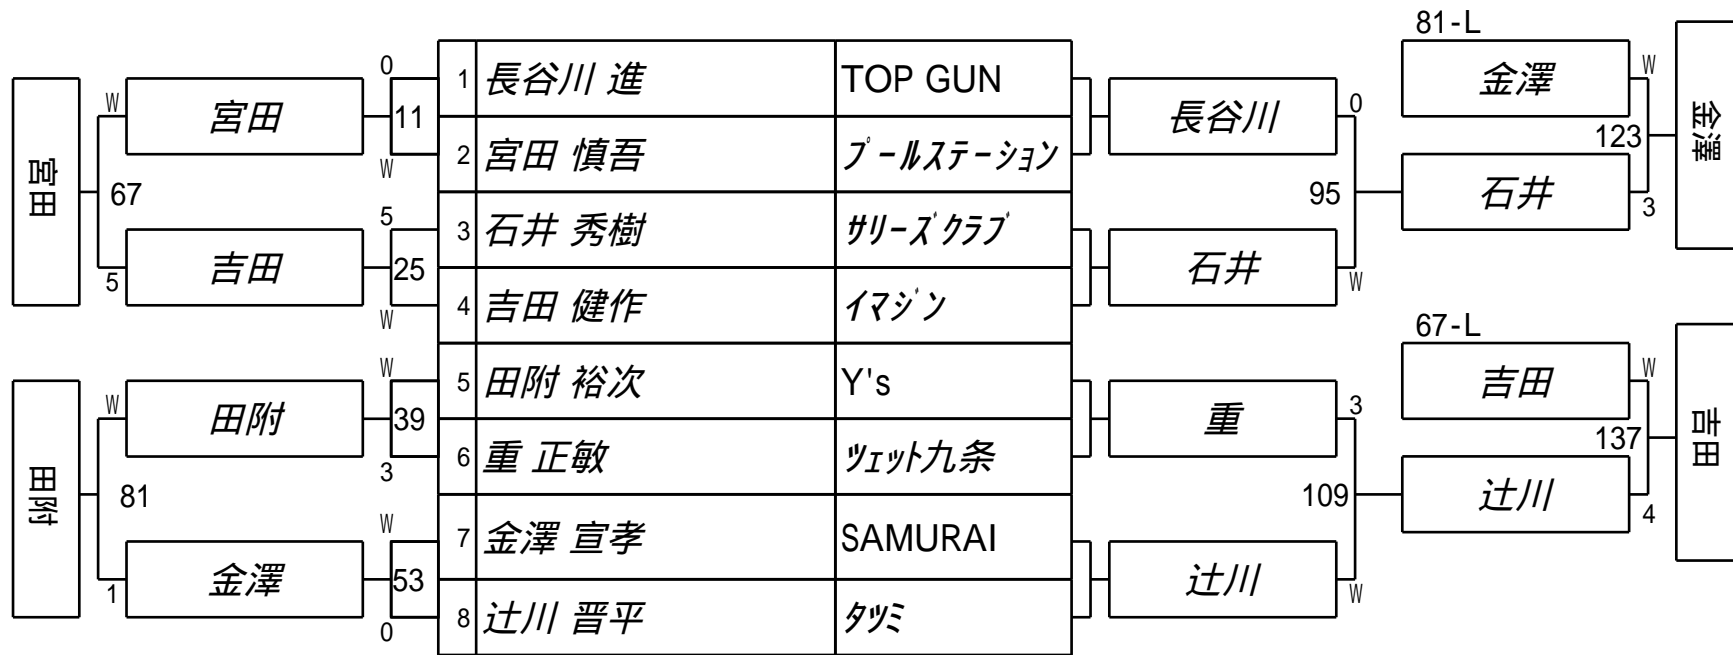 81-L
0
1 長谷川 進 TOP GUN
W
金澤
W
宮田
11
長谷川
0
123
金澤
2 宮田 慎吾 プールステーション
W
宮田
67
95
石井
3
5
3 石井 秀樹 サリーズクラブ
吉田
5
25
石井
W
4 吉田 健作 イマジン
W
67-L
W
5 田附 裕次 Y's
吉田
W
W
田附
39
重
3
137
吉田
6 重 正敏 ツェット九条
3
田附
81
109
辻川
4
W
7 金澤 宣孝 SAMURAI
金澤
1
53
辻川
W
8 辻川 晋平 タツミ
0